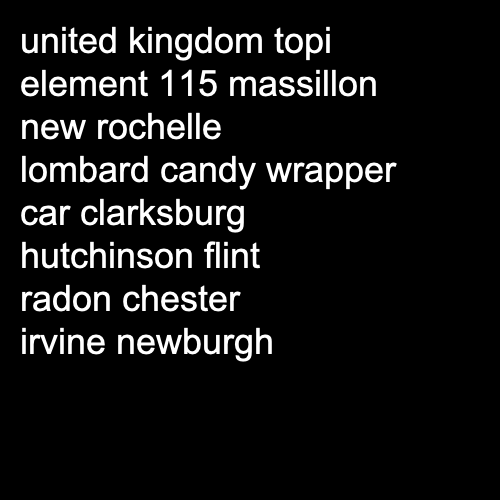 united kingdom topi
element 115 massillon
new rochelle
lombard candy wrapper
car clarksburg
hutchinson flint
radon chester
irvine newburgh